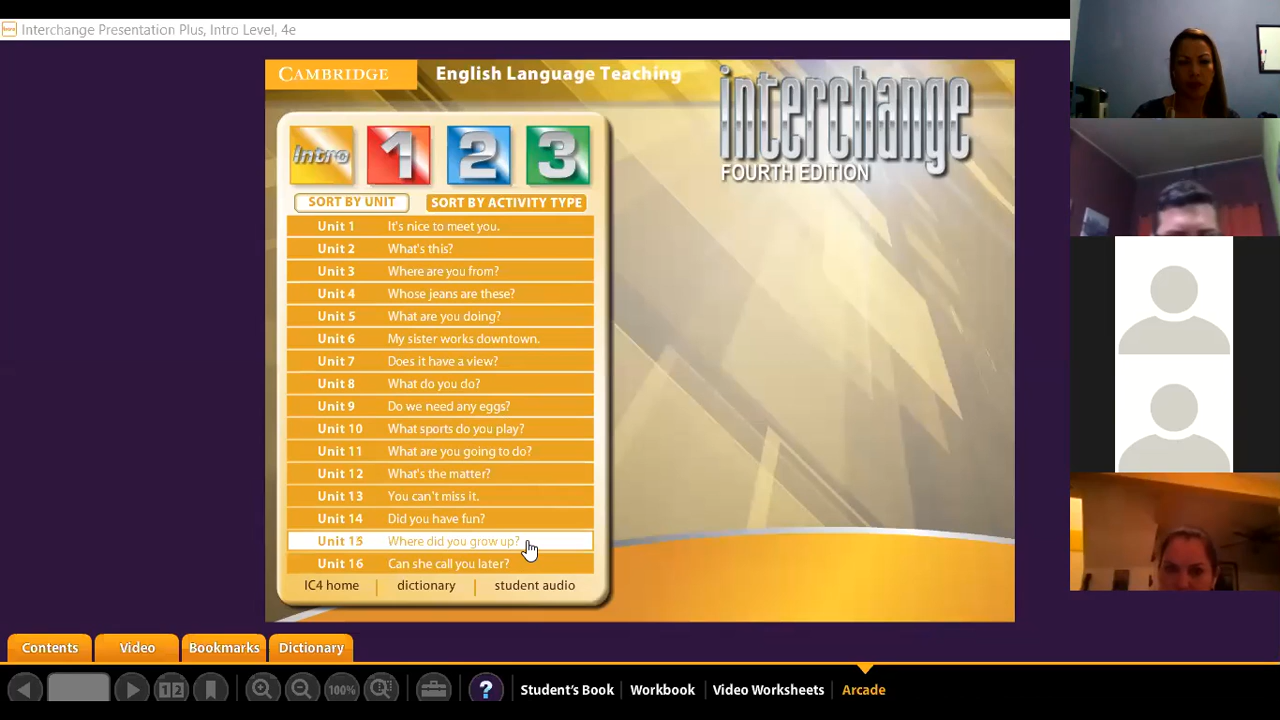 Interchange Presentation Plus, Intro Level, 4e
CAMBRIDGE
English Language Teaching
interchange
FOURTH EDITION
Intro 1 2 3
SORT BY UNIT SORT BY ACTIVITY TYPE
Unit 1 It's nice to meet you.
Unit 2 What's this?
Unit 3 Where are you from?
Unit 4 Whose jeans are these?
Unit 5 What are you doing?
Unit 6 My sister works downtown.
Unit 7 Does it have a view?
Unit 8 What do you do?
Unit 9 Do we need any eggs?
Unit 10 What sports do you play?
Unit 11 What are you going to do?
Unit 12 What's the matter?
Unit 13 You can't miss it.
Unit 14 Did you have fun?
Unit 15 Where did you grow up?
Unit 16 Can she call you later?
IC4 home | dictionary | student audio
Contents Video Bookmarks Dictionary
1 2 100% ? Student's Book Workbook Video Worksheets Arcade